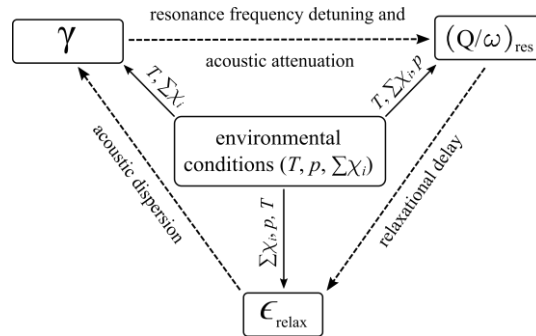 resonance frequency detuning and
γ
(Q/ω)res
acoustic attenuation
T, ∑χi
T, ∑χi, p
environmental
conditions (T, p, ∑χi)
acoustic dispersion
relaxational delay
∑χi, p, T
ϵrelax